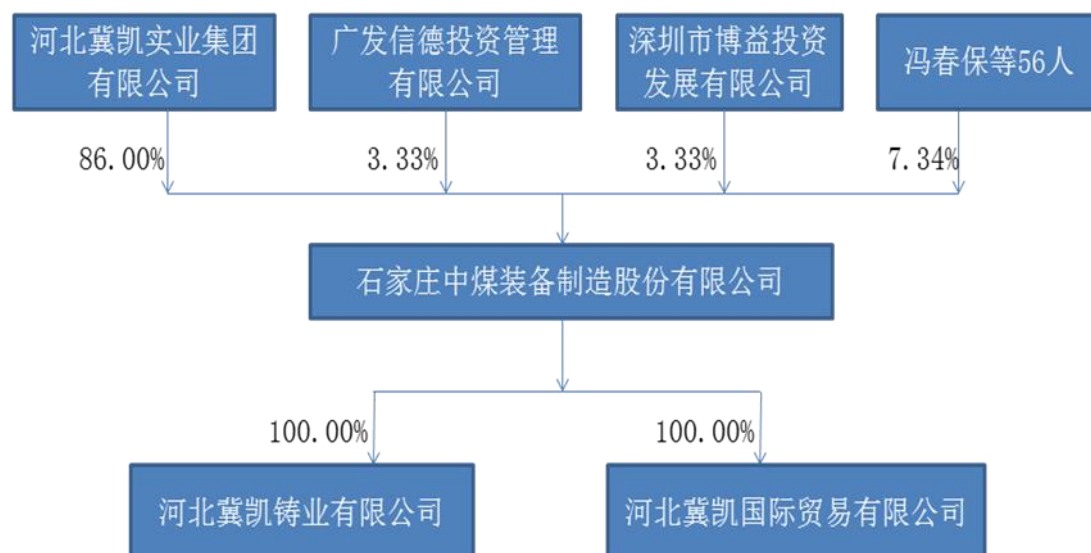 河北冀凯实业集团
有限公司
广发信德投资管理
有限公司
深圳市博益投资
发展有限公司
冯春保等56人
86.00%
3.33%
3.33%
7.34%
石家庄中煤装备制造股份有限公司
100.00%
100.00%
河北冀凯铸业有限公司
河北冀凯国际贸易有限公司